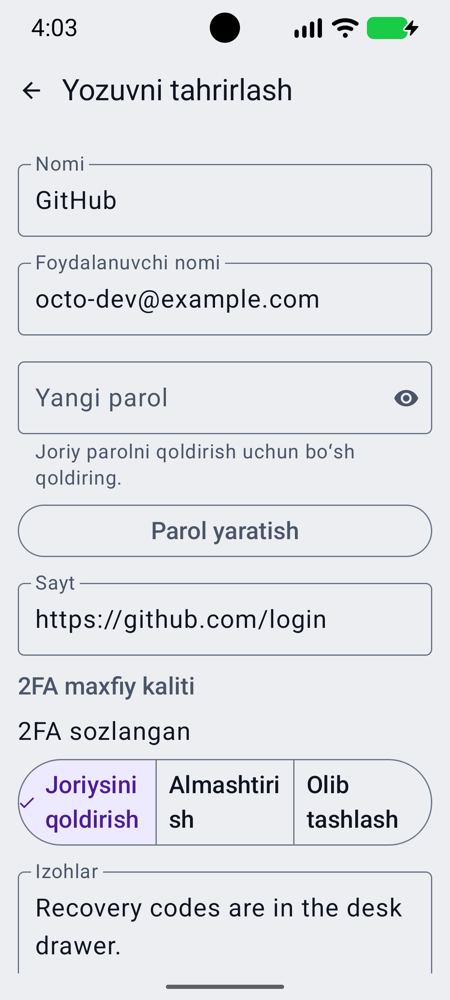 4:03
Yozuvni tahrirlash
Nomi
GitHub
Foydalanuvchi nomi
octo-dev@example.com
Yangi parol
Joriy parolni qoldirish uchun boʻsh
qoldiring.
Parol yaratish
Sayt
https://github.com/login
2FA maxfiy kaliti
2FA sozlangan
Joriysini
qoldirish
Almashtiri
sh
Olib
tashlash
Izohlar
Recovery codes are in the desk
drawer.